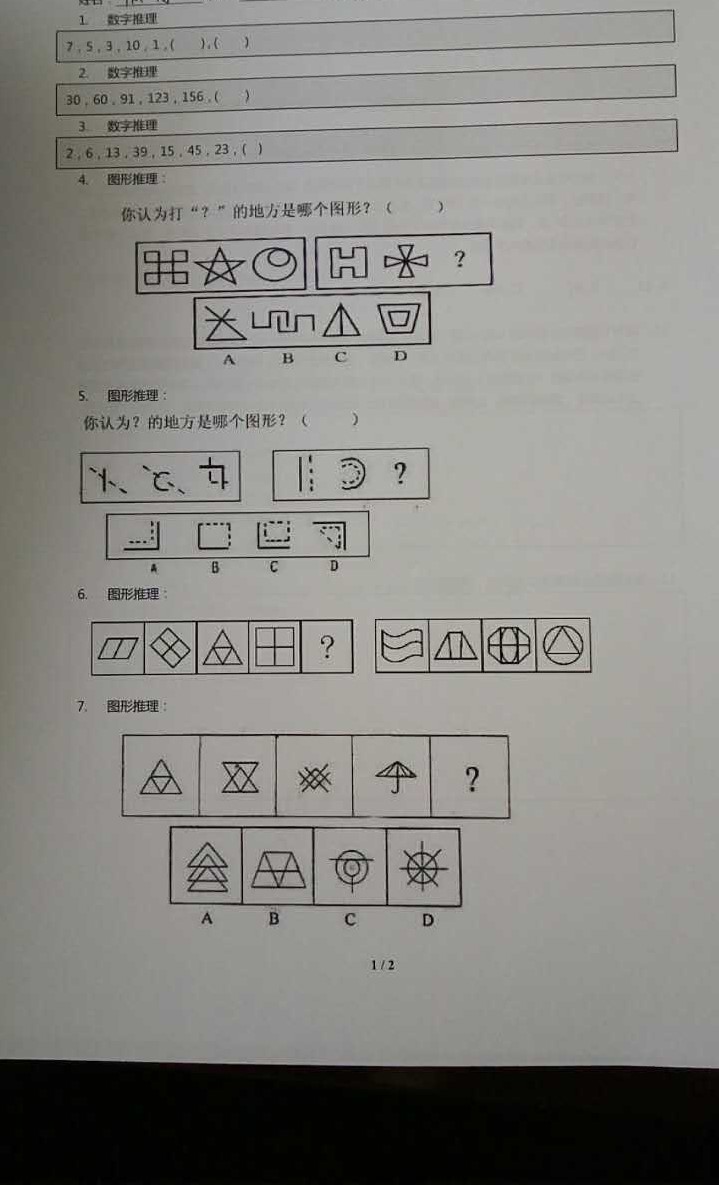 1. 数字推理
7，5，3，10，1，(  )，(  )
2. 数字推理
30，60，91，123，156，(  )
3. 数字推理
2，6，13，39，15，45，23，(  )
4. 图形推理：
你认为打“？”的地方是哪个图形？（  ）
?
A B C D
5. 图形推理：
你认为？的地方是哪个图形？（  ）
?
A B C D
6. 图形推理：
?
7. 图形推理：
?
A B C D
1 / 2